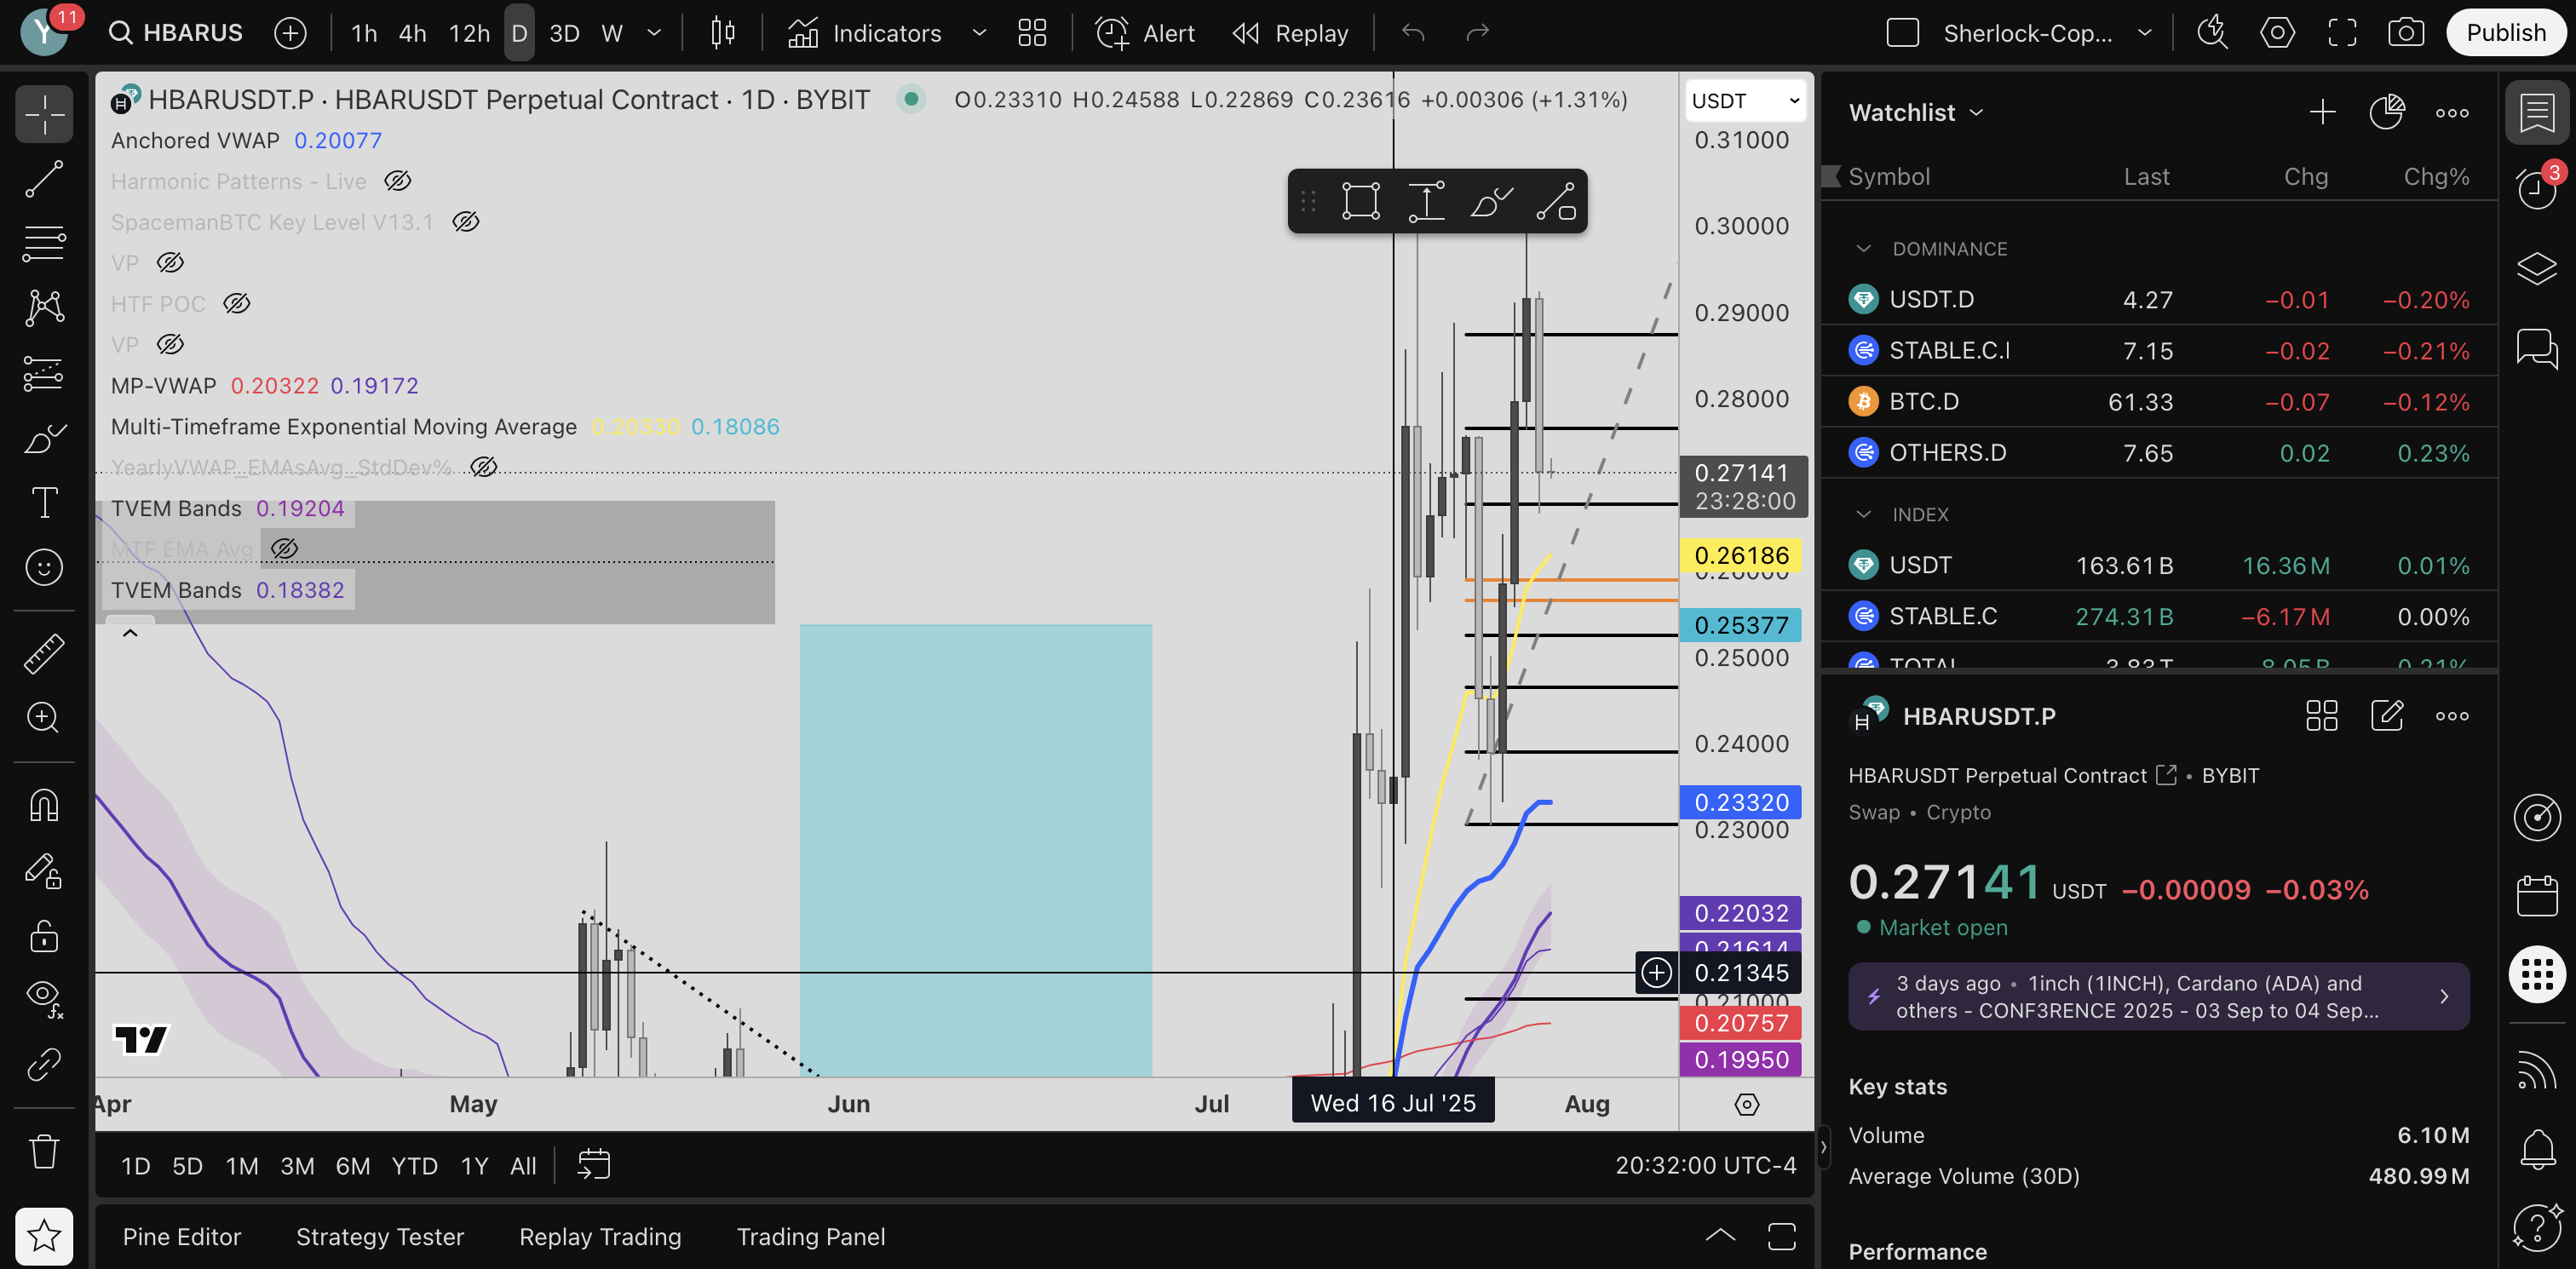 11
Y
HBARUS
1h 4h 12h D 3D W
Indicators
Alert
Replay
Sherlock-Cop...
Publish
HBARUSDT.P · HBARUSDT Perpetual Contract · 1D · BYBIT
O0.23310 H0.24588 L0.22869 C0.23616 +0.00306 (+1.31%)
Anchored VWAP 0.20077
Harmonic Patterns - Live
SpacemanBTC Key Level V13.1
VP
HTF POC
VP
MP-VWAP 0.20322 0.19172
Multi-Timeframe Exponential Moving Average 0.20330 0.18086
YearlyVWAP_EMAsAvg_StdDev%
TVEM Bands 0.19204
MTF EMA Avg
TVEM Bands 0.18382
USDT
0.31000
0.30000
0.29000
0.28000
0.27141
23:28:00
0.26186
0.26000
0.25377
0.25000
0.24000
0.23320
0.23000
0.22032
0.21614
0.21345
0.21000
0.20757
0.19950
Apr May Jun Jul Wed 16 Jul '25 Aug
1D 5D 1M 3M 6M YTD 1Y All
20:32:00 UTC-4
Pine Editor Strategy Tester Replay Trading Trading Panel
Watchlist
Symbol Last Chg Chg%
DOMINANCE
USDT.D 4.27 −0.01 −0.20%
STABLE.C.I 7.15 −0.02 −0.21%
BTC.D 61.33 −0.07 −0.12%
OTHERS.D 7.65 0.02 0.23%
INDEX
USDT 163.61 B 16.36 M 0.01%
STABLE.C 274.31 B −6.17 M 0.00%
TOTAL 3.83 T 8.05 B 0.21%
HBARUSDT.P
HBARUSDT Perpetual Contract • BYBIT
Swap • Crypto
0.27141 USDT −0.00009 −0.03%
Market open
3 days ago • 1inch (1INCH), Cardano (ADA) and
others - CONF3RENCE 2025 - 03 Sep to 04 Sep...
Key stats
Volume 6.10 M
Average Volume (30D) 480.99 M
Performance
3